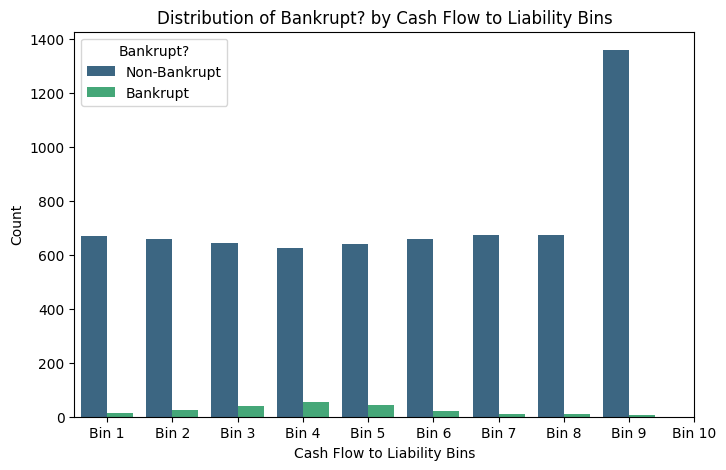 Distribution of Bankrupt? by Cash Flow to Liability Bins
Bankrupt?
Non-Bankrupt
Bankrupt
Count
1400
1200
1000
800
600
400
200
0
Bin 1 Bin 2 Bin 3 Bin 4 Bin 5 Bin 6 Bin 7 Bin 8 Bin 9 Bin 10
Cash Flow to Liability Bins